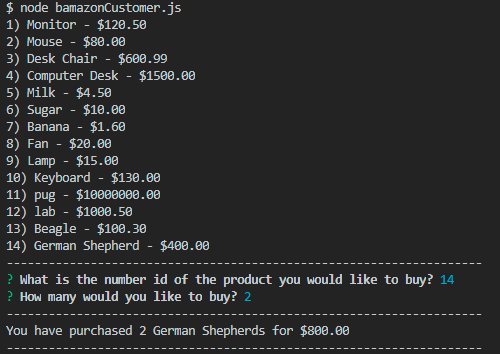 $ node bamazonCustomer.js
1) Monitor - $120.50
2) Mouse - $80.00
3) Desk Chair - $600.99
4) Computer Desk - $1500.00
5) Milk - $4.50
6) Sugar - $10.00
7) Banana - $1.60
8) Fan - $20.00
9) Lamp - $15.00
10) Keyboard - $130.00
11) pug - $10000000.00
12) lab - $1000.50
13) Beagle - $100.30
14) German Shepherd - $400.00
--------------------------------------------------------------------
? What is the number id of the product you would like to buy? 14
? How many would you like to buy? 2
--------------------------------------------------------------------
You have purchased 2 German Shepherds for $800.00
--------------------------------------------------------------------